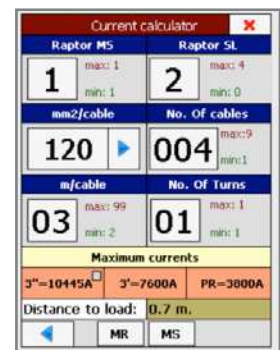 Current calculator
Raptor MS Raptor SL
1 max: 1 min: 1 2 max: 4 min: 0
mm2/cable No. Of cables
120 004 max:9 min:1
m/cable No. Of Turns
03 max: 99 min: 2 01 max: 1 min: 1
Maximum currents
3"=10445A 3'=7600A PR=3800A
Distance to load: 0.7 m.
MR MS